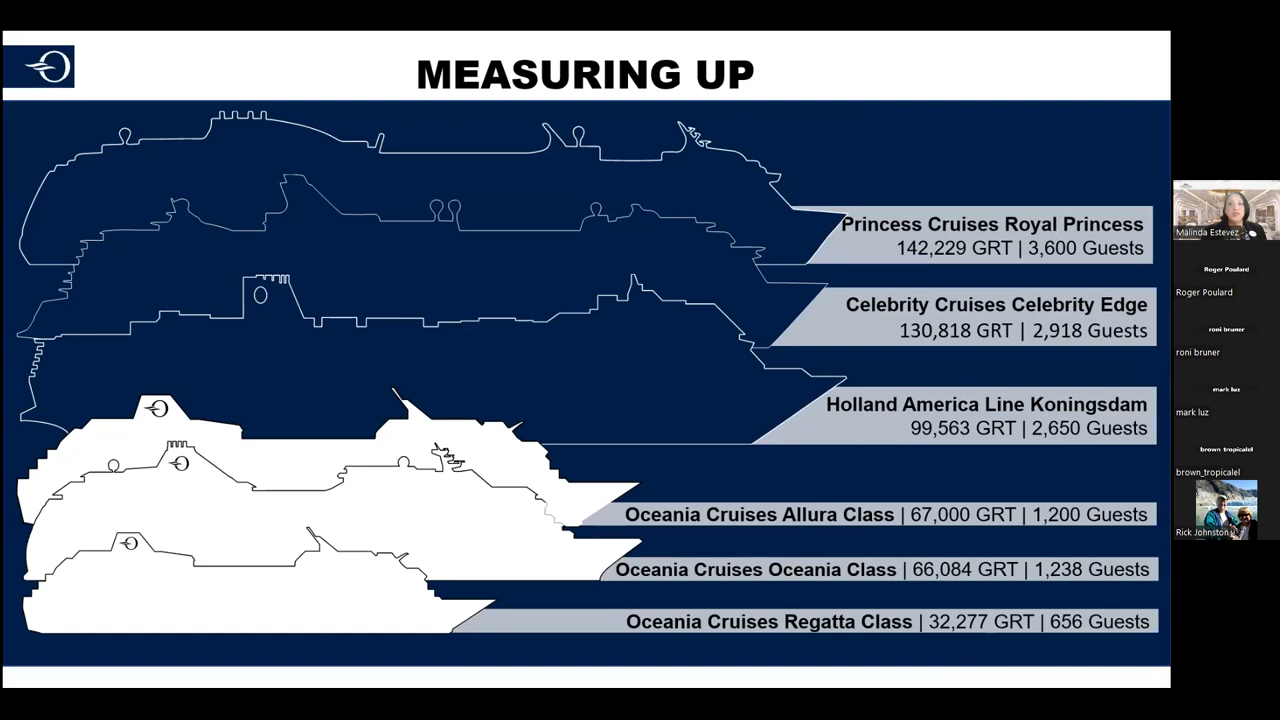 MEASURING UP
Princess Cruises Royal Princess
142,229 GRT | 3,600 Guests
Celebrity Cruises Celebrity Edge
130,818 GRT | 2,918 Guests
Holland America Line Koningsdam
99,563 GRT | 2,650 Guests
Oceania Cruises Allura Class | 67,000 GRT | 1,200 Guests
Oceania Cruises Oceania Class | 66,084 GRT | 1,238 Guests
Oceania Cruises Regatta Class | 32,277 GRT | 656 Guests
Malinda Estevez
Roger Poulard
Roger Poulard
roni bruner
roni bruner
mark luz
mark luz
brown_tropicalel
brown_tropicalel
Rick Johnston